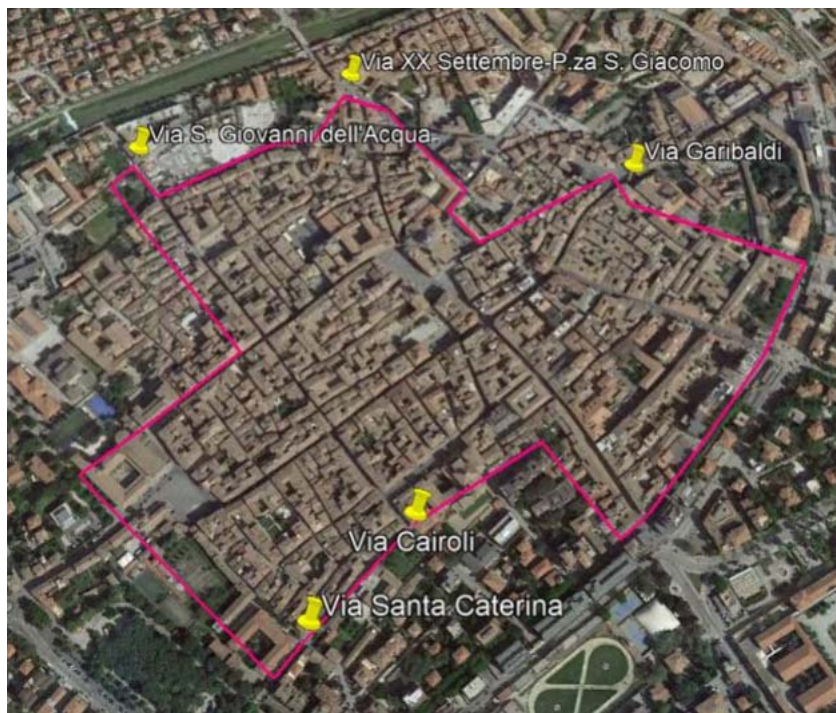 Via XX Settembre-P.za S. Giacomo
Via S. Giovanni dell'Acqua
Via Garibaldi
Via Cairoli
Via Santa Caterina